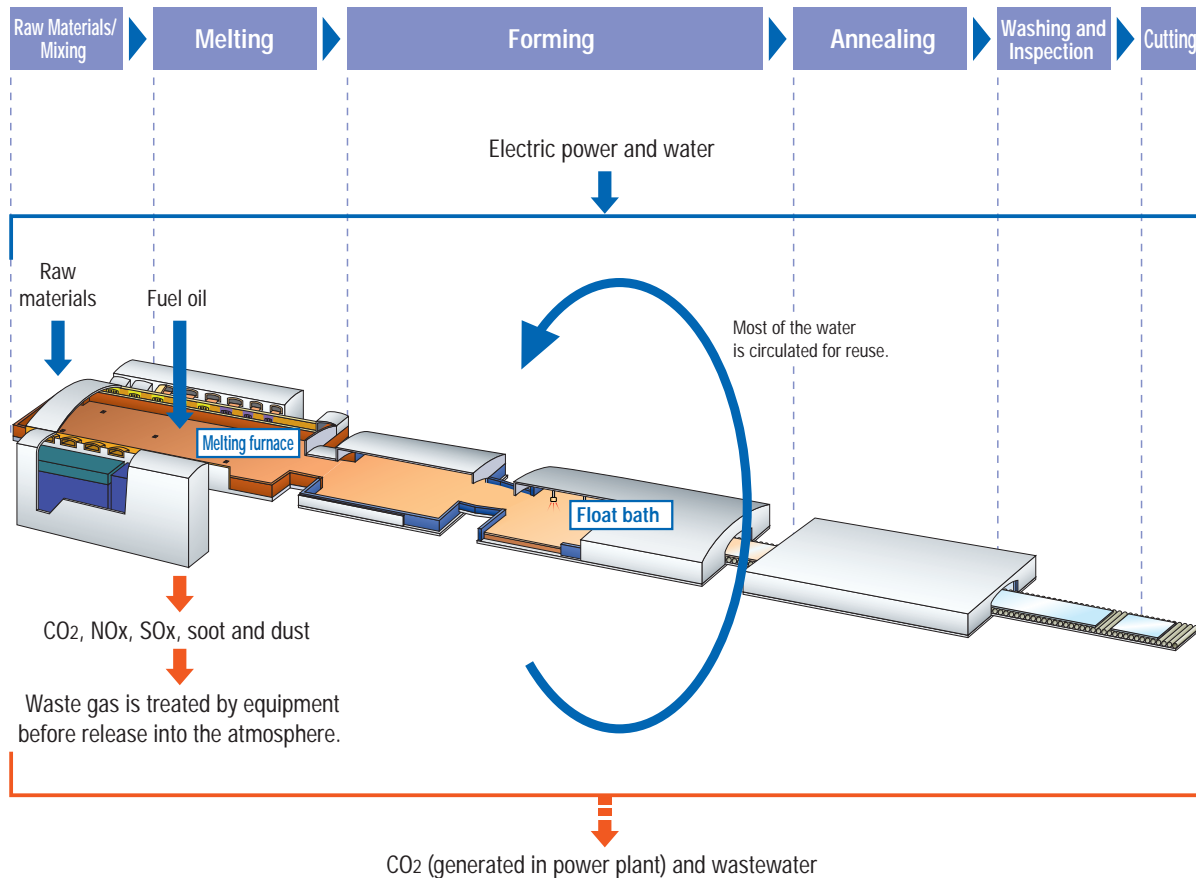 Raw Materials/
Mixing
Melting
Forming
Annealing
Washing and
Inspection
Cutting
Electric power and water
Raw
materials
Fuel oil
Most of the water
is circulated for reuse.
Melting furnace
Float bath
CO2, NOx, SOx, soot and dust
Waste gas is treated by equipment
before release into the atmosphere.
CO2 (generated in power plant) and wastewater